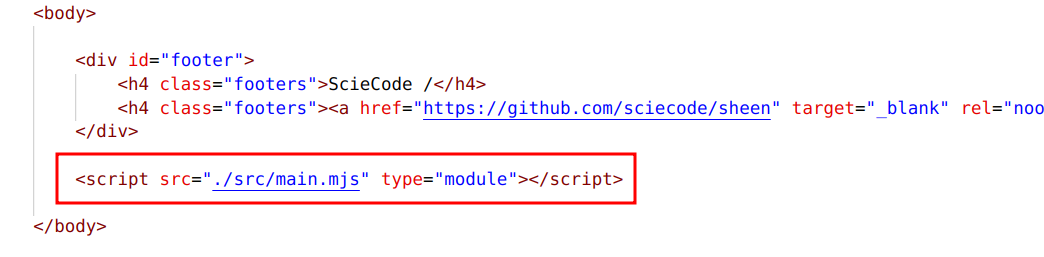 <body>
<div id="footer">
<h4 class="footers">ScieCode /</h4>
<h4 class="footers"><a href="https://github.com/sciecode/sheen" target="_blank" rel="noo
</div>
<script src="./src/main.mjs" type="module"></script>
</body>